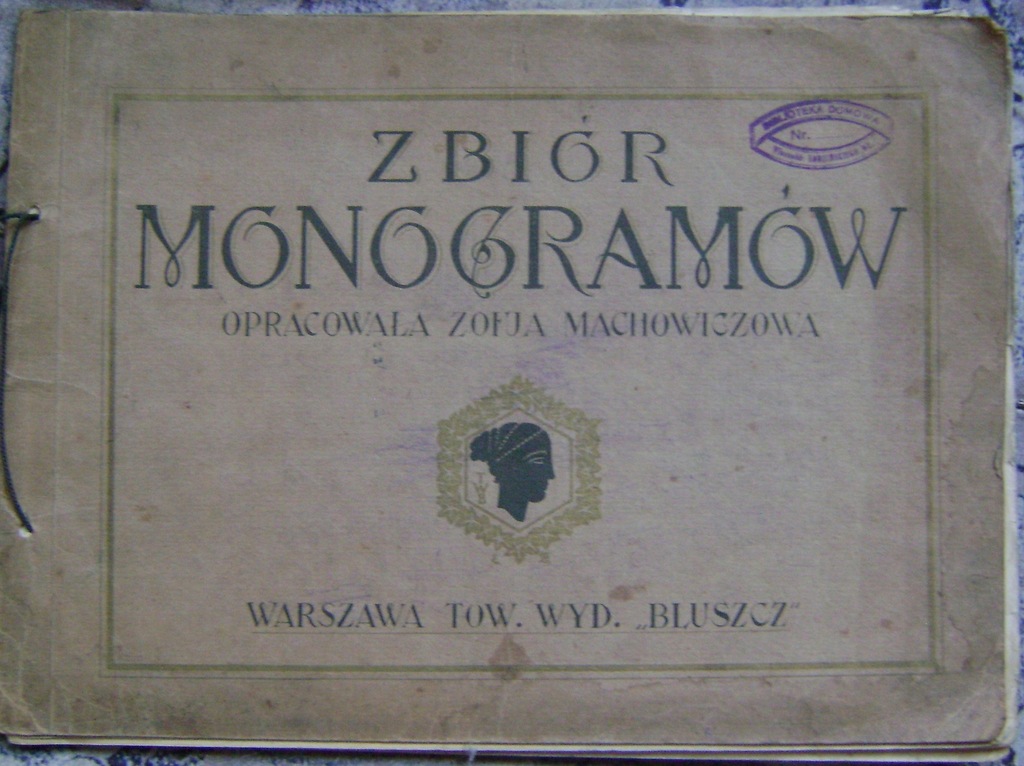 ZBIÓR
MONOGRAMÓW
OPRACOWAŁA ZOFJA MACHOWICZOWA
WARSZAWA TOW. WYD. „BLUSZCZ"
BIBLJOTEKA DOMOWA
Nr.